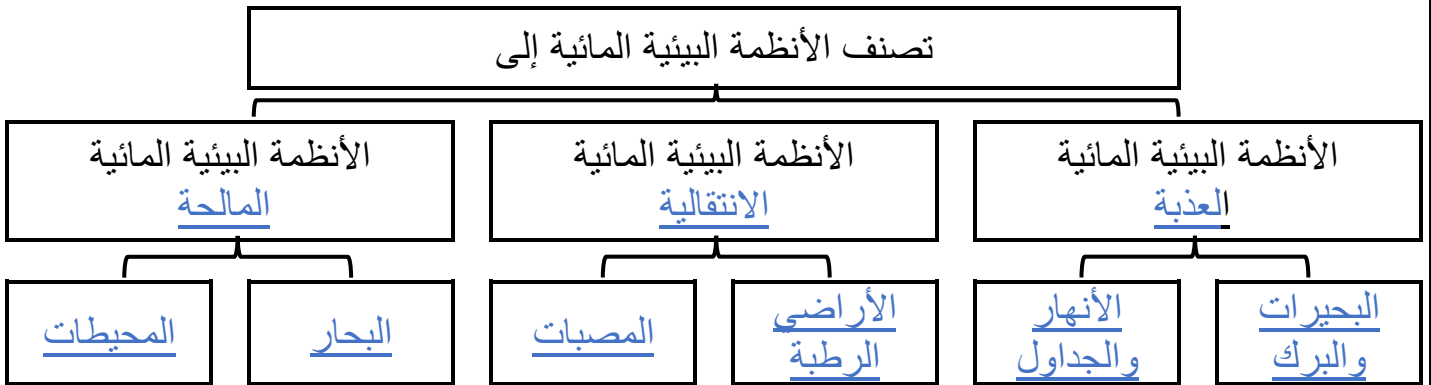 تصنف الأنظمة البيئية المائية إلى
الأنظمة البيئية المائية
العذبة
الأنظمة البيئية المائية
الانتقالية
الأنظمة البيئية المائية
المالحة
البحيرات
والبرك
الأنهار
والجداول
الأراضي
الرطبة
المصبات
البحار
المحيطات